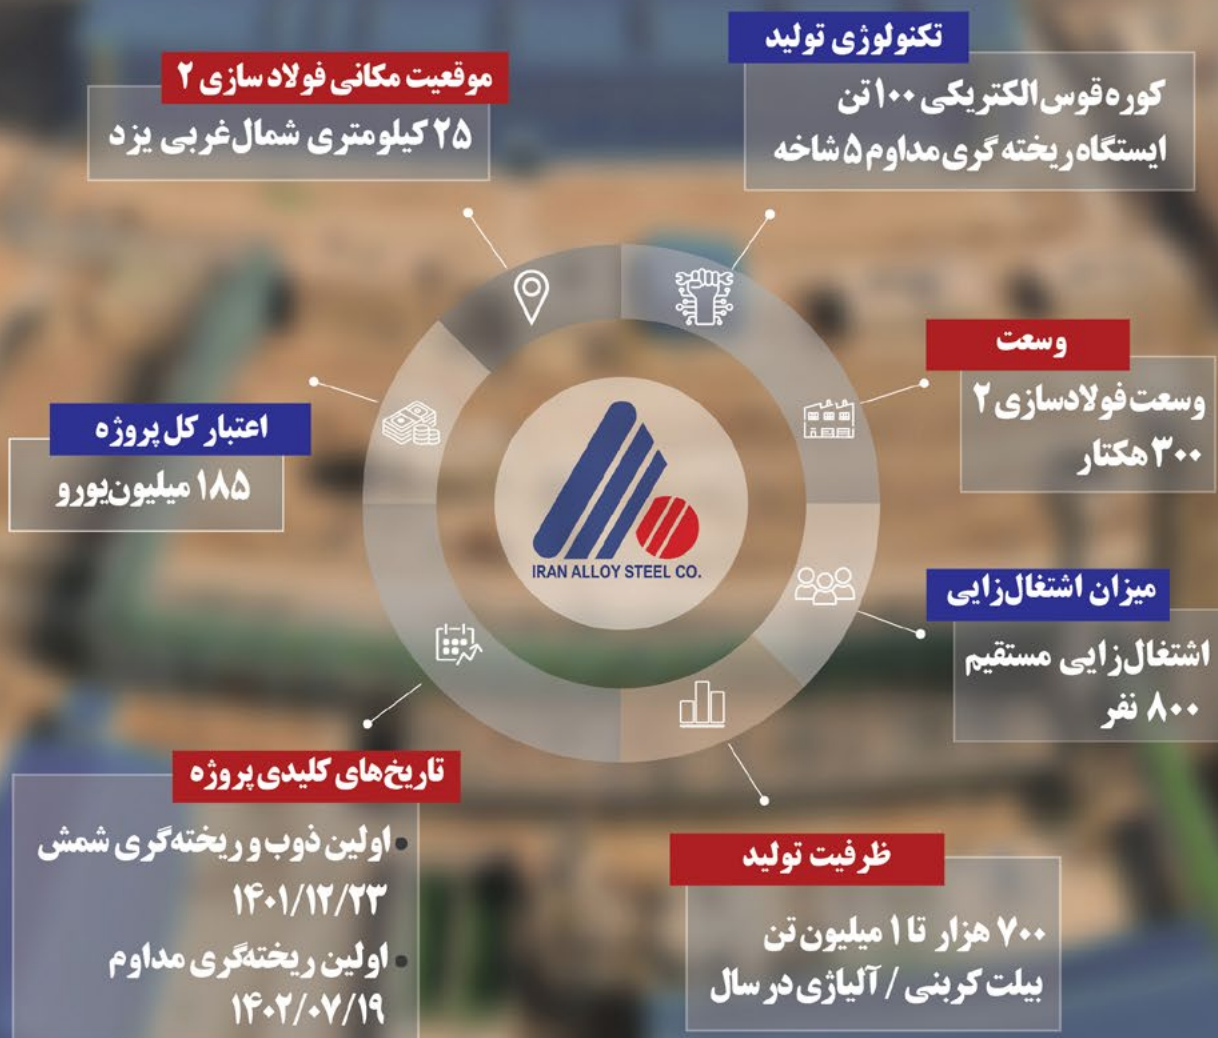 تکنولوژی تولید
کوره قوس الکتریکی ۱۰۰ تن
ایستگاه ریخته گری مداوم ۵ شاخه
موقعیت مکانی فولاد سازی ۲
۲۵ کیلومتری شمال غربی یزد
وسعت
وسعت فولادسازی ۲
۳۰۰ هکتار
اعتبار کل پروژه
۱۸۵ میلیون یورو
IRAN ALLOY STEEL CO.
میزان اشتغال‌زایی
اشتغال‌زایی مستقیم
۸۰۰ نفر
تاریخ‌های کلیدی پروژه
• اولین ذوب و ریخته‌گری شمش
۱۴۰۱/۱۲/۲۳
• اولین ریخته‌گری مداوم
۱۴۰۲/۰۷/۱۹
ظرفیت تولید
۷۰۰ هزار تا ۱ میلیون تن
بیلت کربنی / آلیاژی در سال